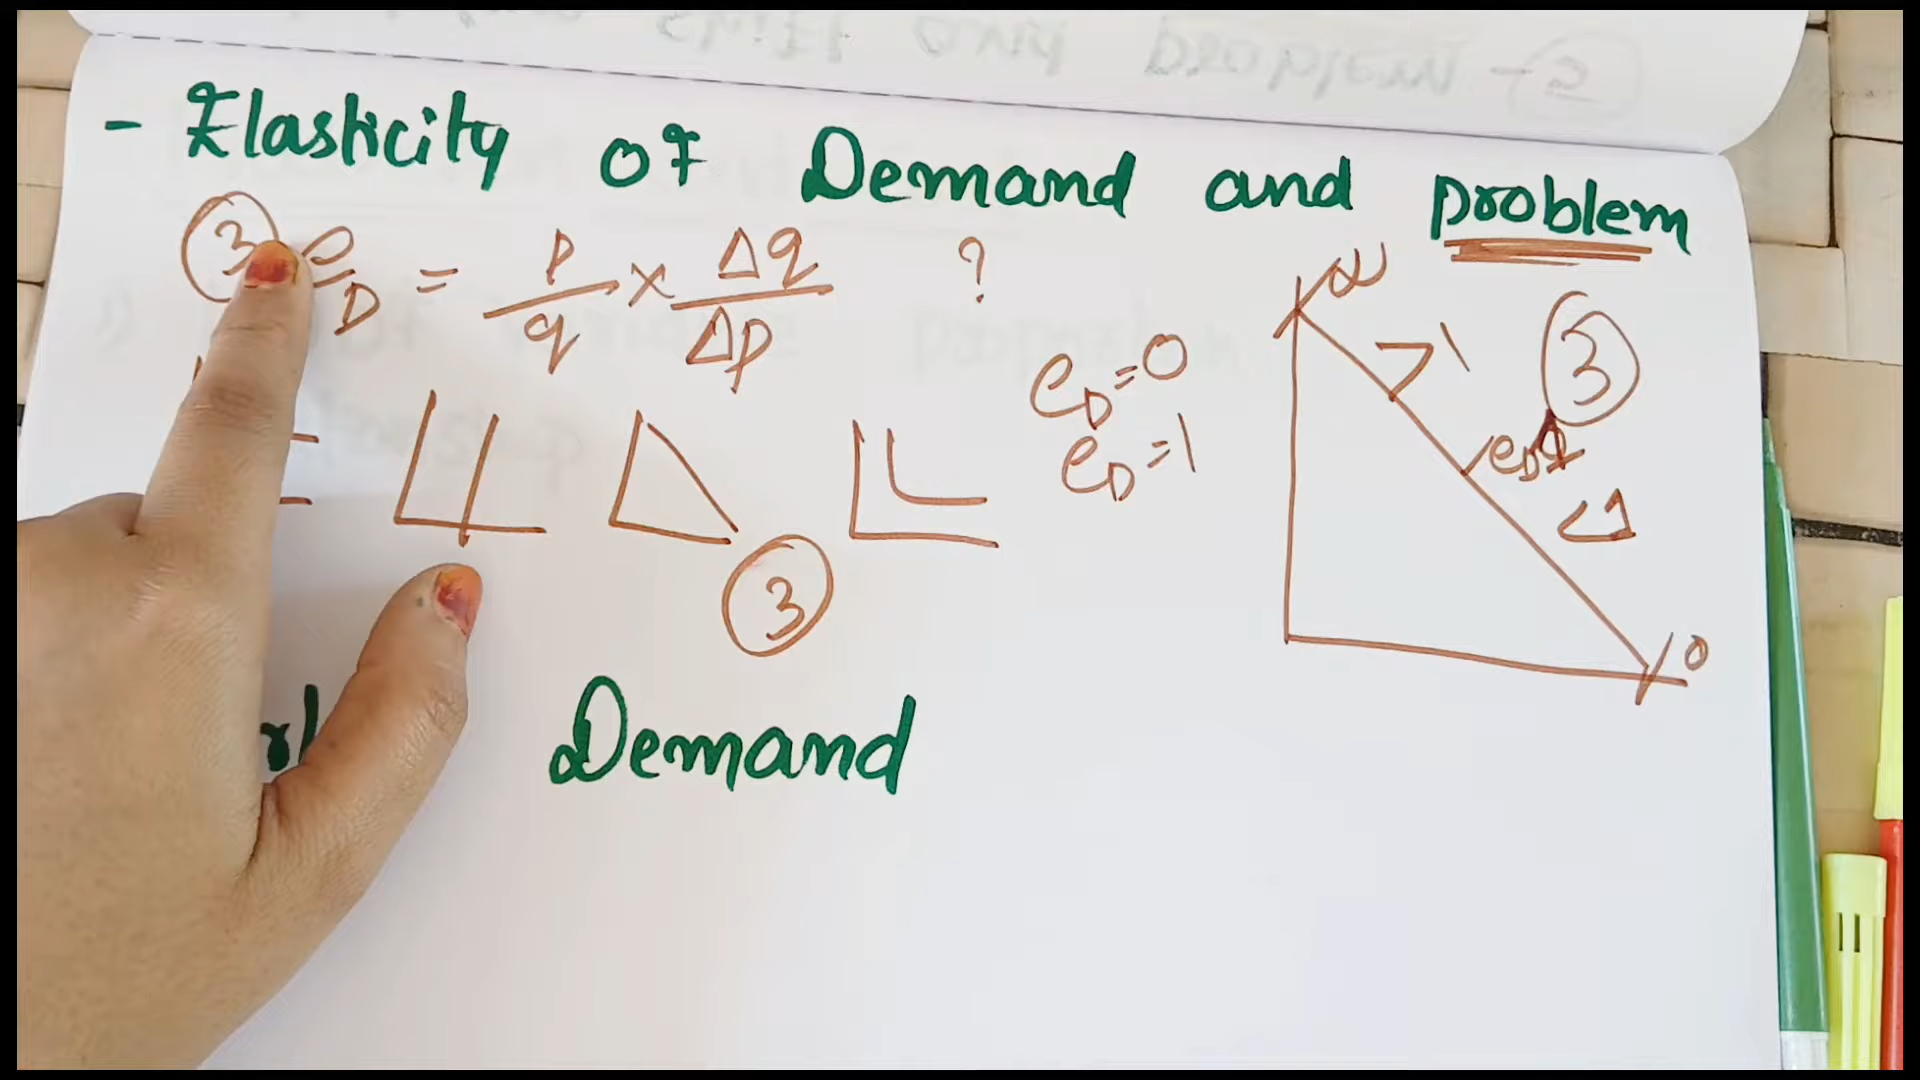 - Elasticity of Demand and problem
3 eD = p/q × Δq/Δp ?
∝
>1
3
eD=0
eD=1
eD1
<1
3
0
Demand